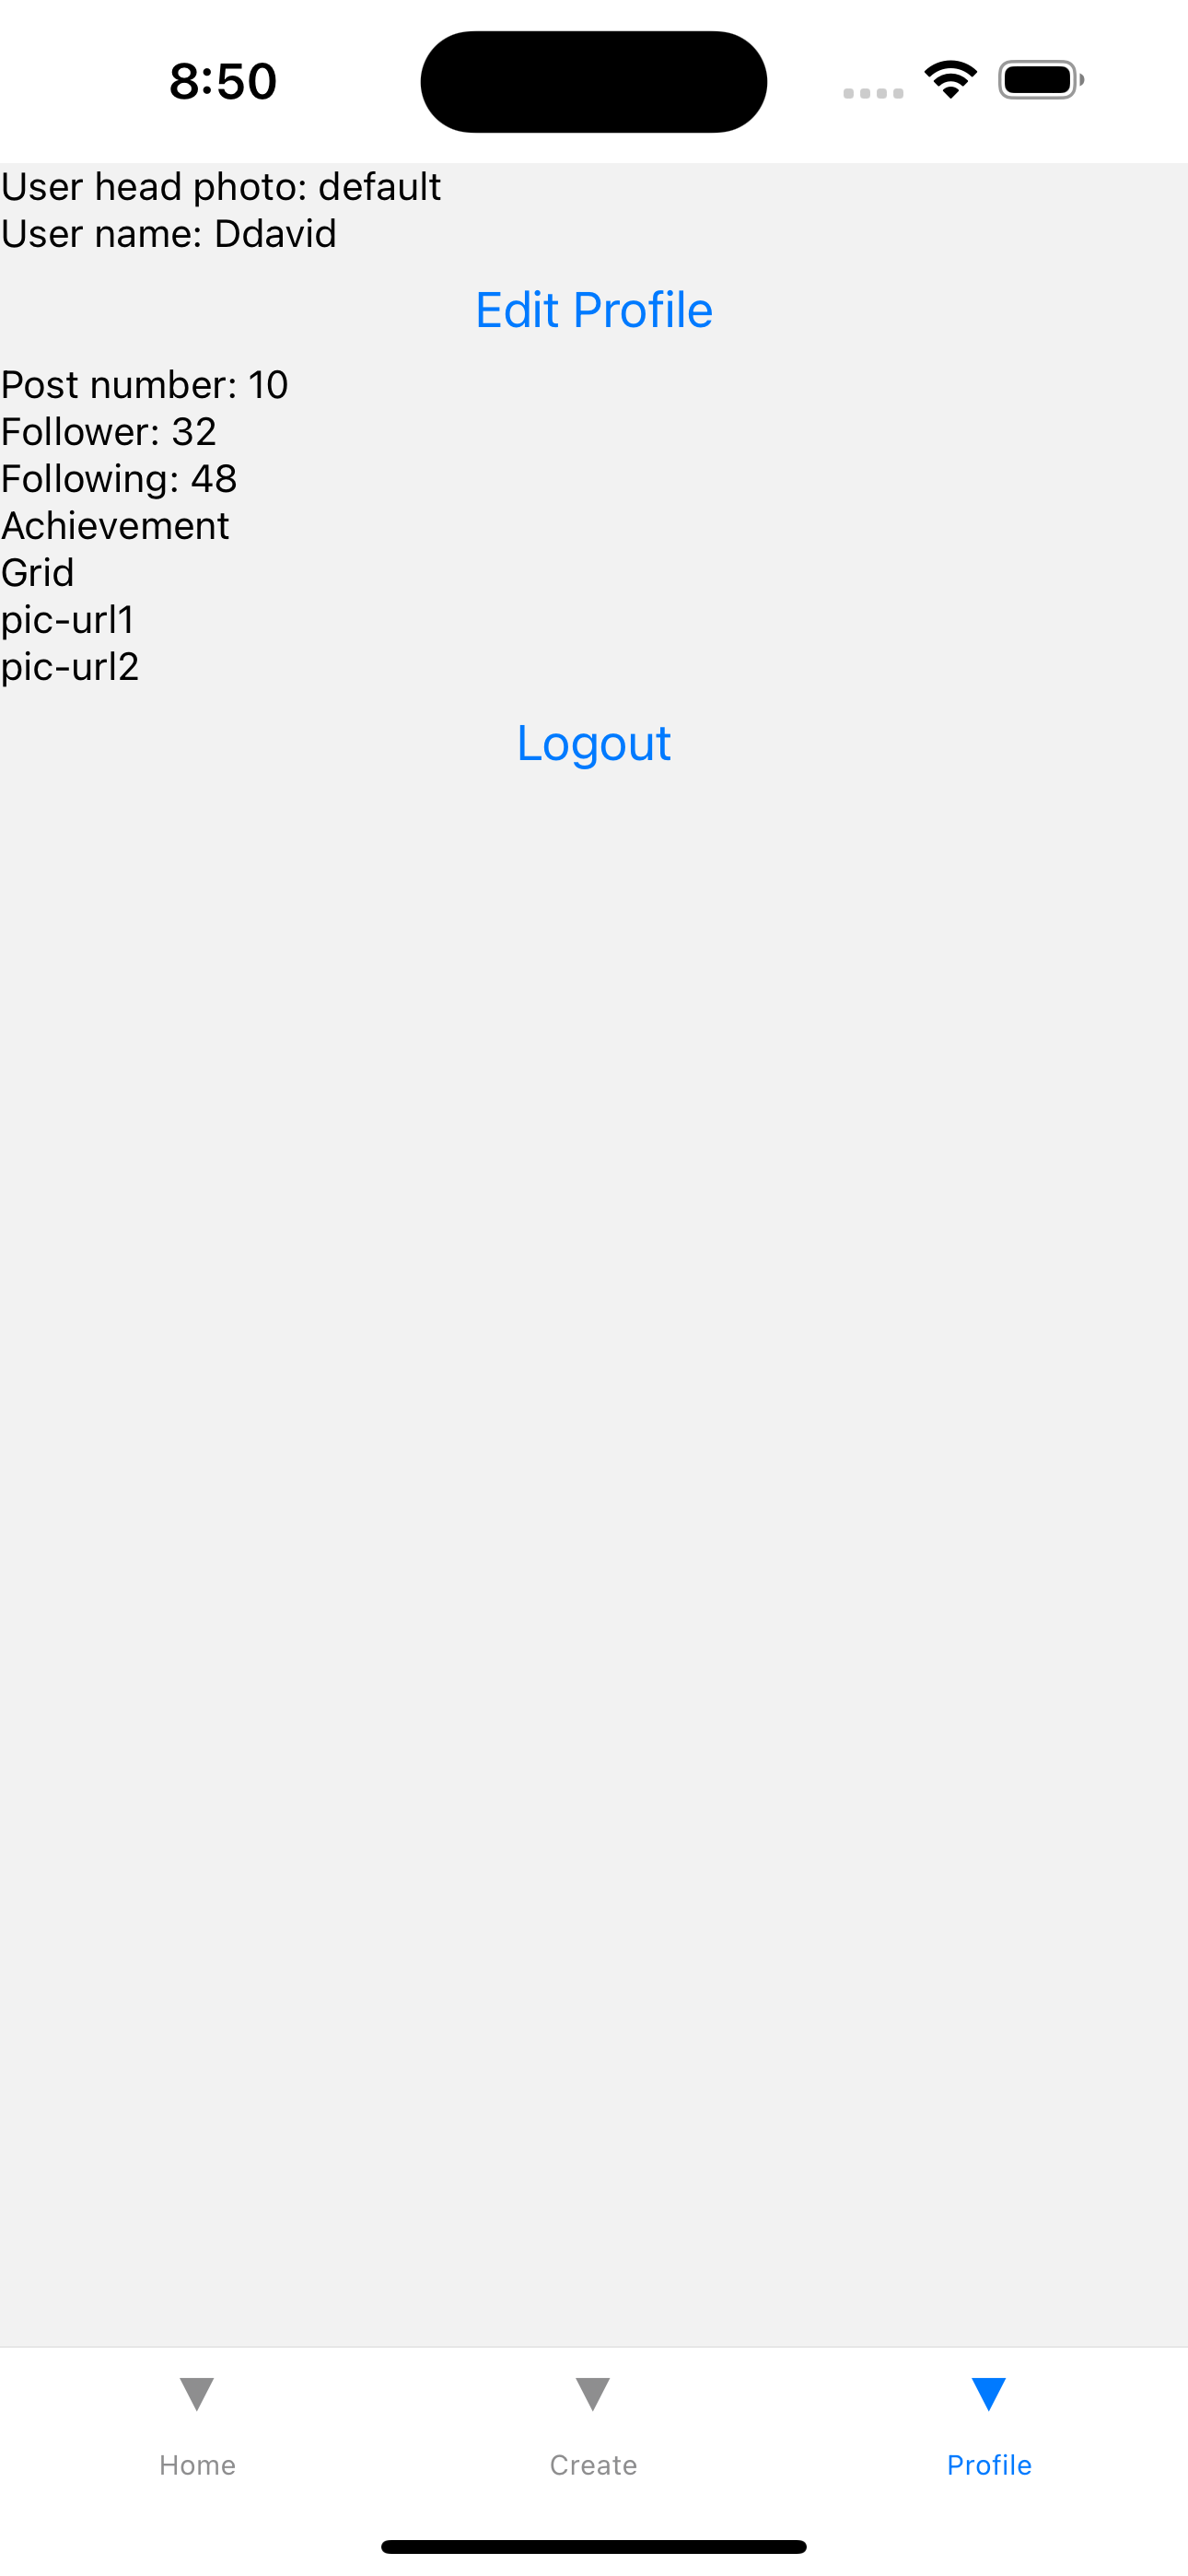 8:50
User head photo: default
User name: Ddavid
Edit Profile
Post number: 10
Follower: 32
Following: 48
Achievement
Grid
pic-url1
pic-url2
Logout
Home
Create
Profile